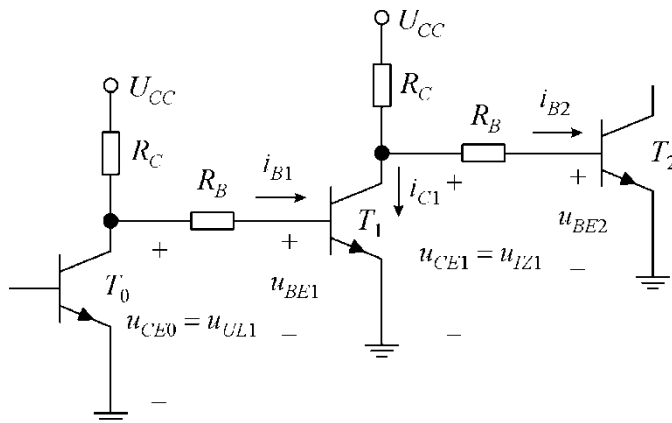 U_CC
R_C
i_B2
R_B
T_2
U_CC
R_C
i_B1
R_B
i_C1
+
+
T_1
u_BE2
+
+
u_CE1 = u_IZ1
−
T_0
u_BE1
u_CE0 = u_UL1
−
−
−